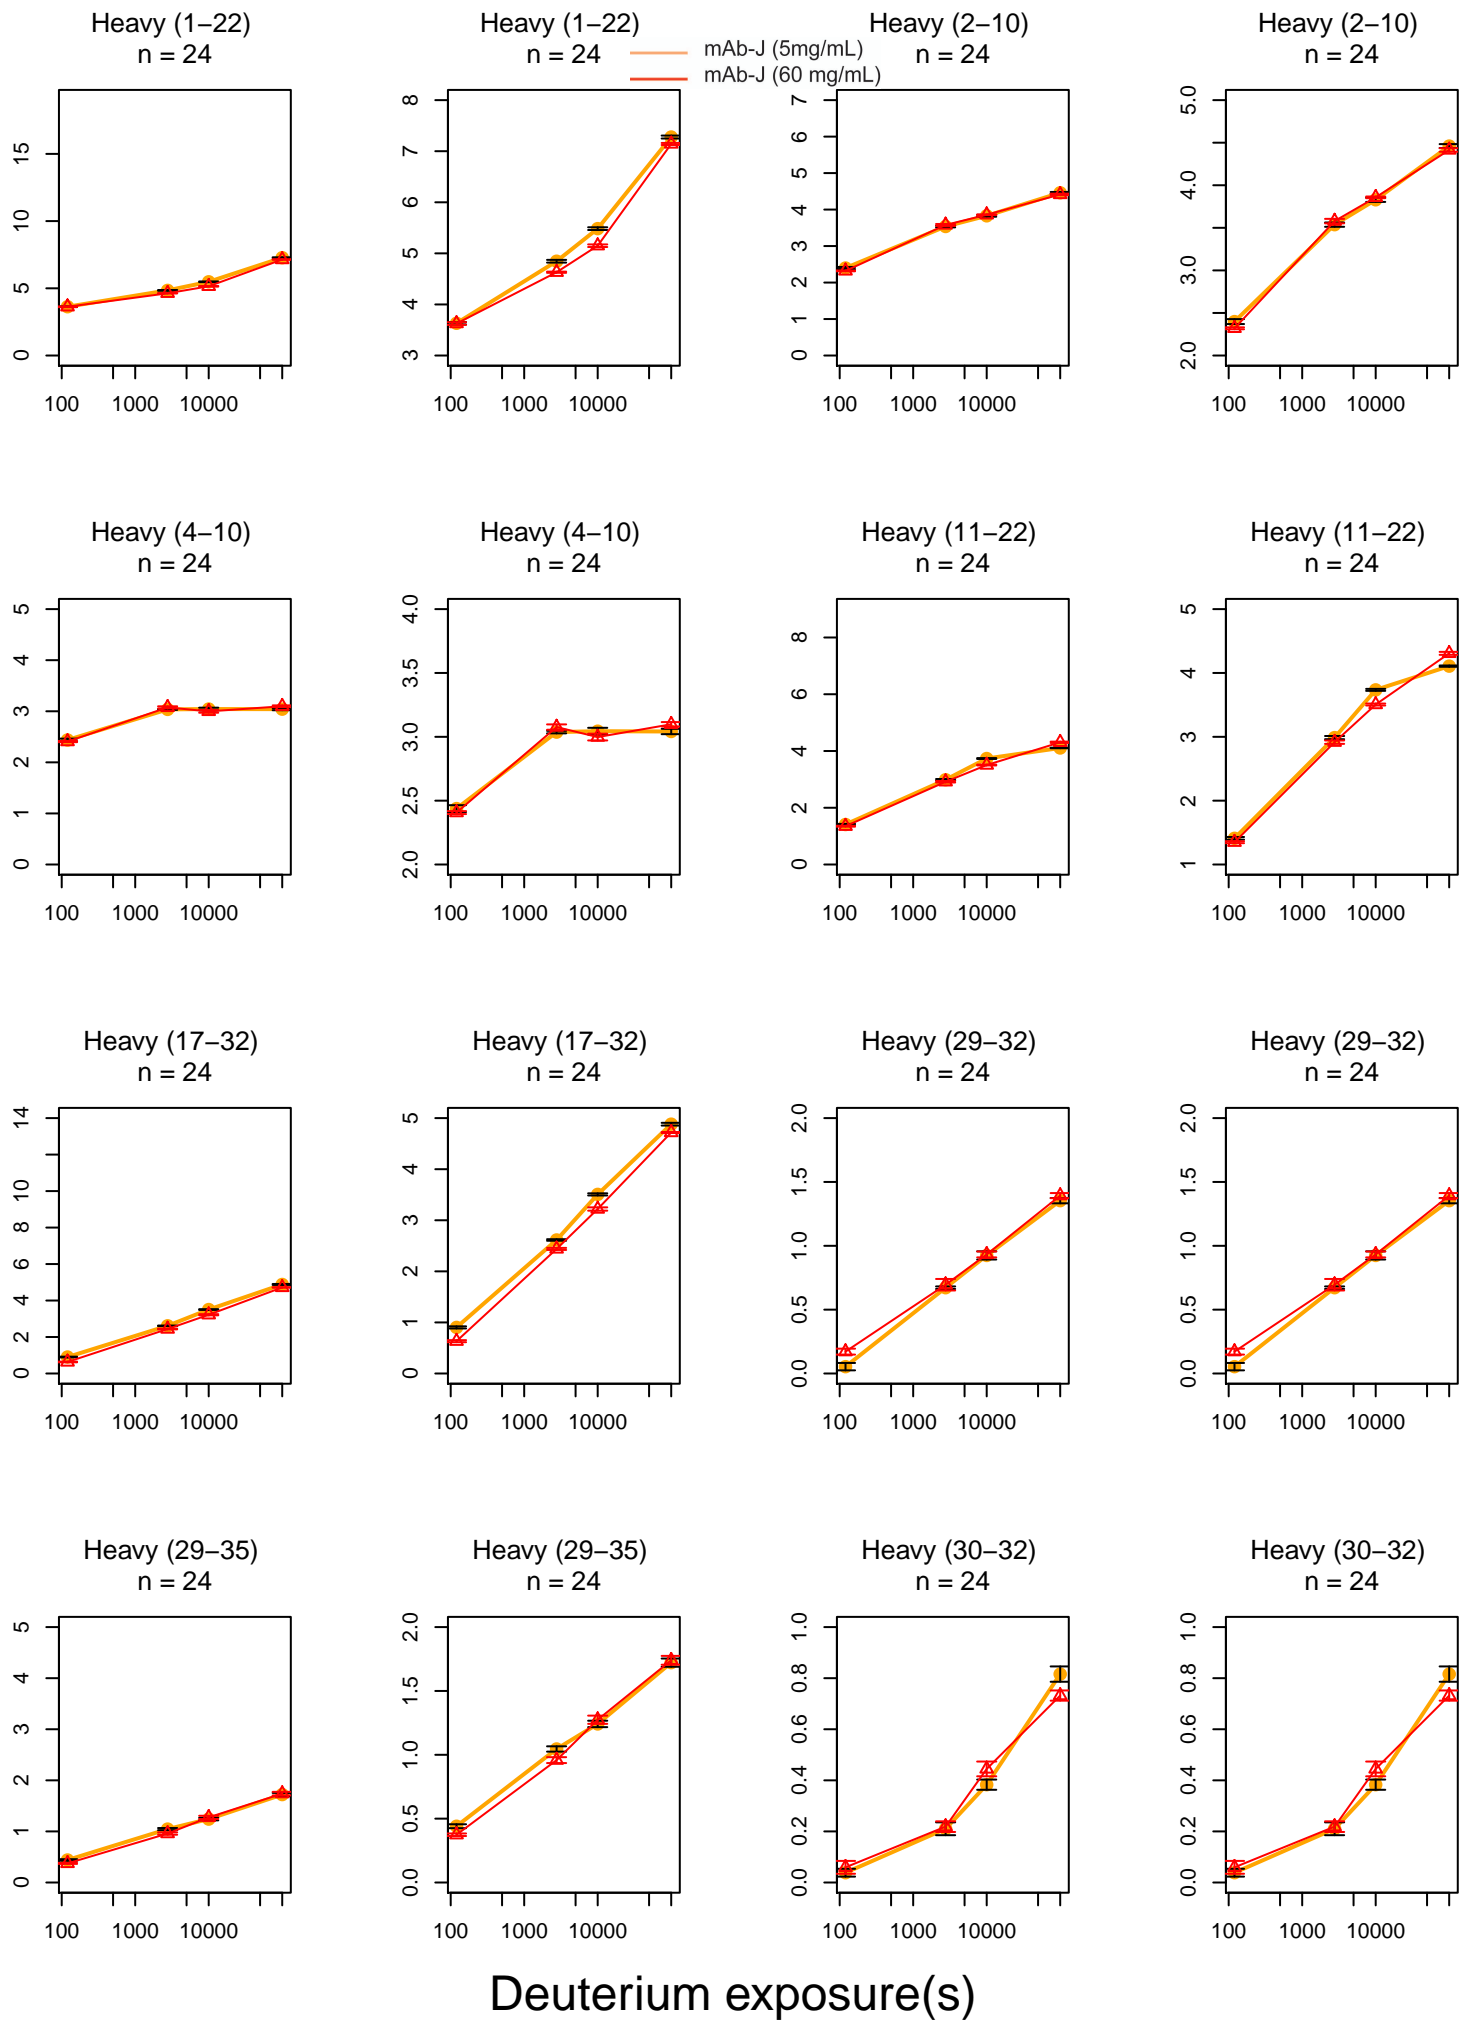 Heavy (1−22)
n = 24
Heavy (1−22)
n = 24
Heavy (2−10)
n = 24
Heavy (2−10)
n = 24
mAb-J (5mg/mL)
mAb-J (60 mg/mL)
0 5 10 15
100 1000 10000
3 4 5 6 7 8
100 1000 10000
0 1 2 3 4 5 6 7
100 1000 10000
2.0 3.0 4.0 5.0
100 1000 10000
Heavy (4−10)
n = 24
Heavy (4−10)
n = 24
Heavy (11−22)
n = 24
Heavy (11−22)
n = 24
0 1 2 3 4 5
100 1000 10000
2.0 2.5 3.0 3.5 4.0
100 1000 10000
0 2 4 6 8
100 1000 10000
1 2 3 4 5
100 1000 10000
Heavy (17−32)
n = 24
Heavy (17−32)
n = 24
Heavy (29−32)
n = 24
Heavy (29−32)
n = 24
0 2 4 6 8 10 14
100 1000 10000
0 1 2 3 4 5
100 1000 10000
0.0 0.5 1.0 1.5 2.0
100 1000 10000
0.0 0.5 1.0 1.5 2.0
100 1000 10000
Heavy (29−35)
n = 24
Heavy (29−35)
n = 24
Heavy (30−32)
n = 24
Heavy (30−32)
n = 24
0 1 2 3 4 5
100 1000 10000
0.0 0.5 1.0 1.5 2.0
100 1000 10000
0.0 0.2 0.4 0.6 0.8 1.0
100 1000 10000
0.0 0.2 0.4 0.6 0.8 1.0
100 1000 10000
Deuterium exposure(s)